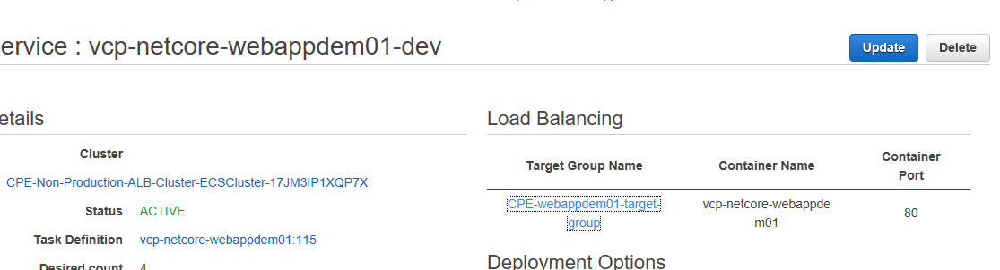 ervice : vcp-netcore-webappdem01-dev
Update
Delete
etails
Load Balancing
Cluster
Target Group Name
Container Name
Container
Port
CPE-Non-Production-ALB-Cluster-ECSCluster-17JM3IP1XQP7X
CPE-webappdem01-target-
group
vcp-netcore-webappde
m01
80
Status
ACTIVE
Task Definition
vcp-netcore-webappdem01:115
Desired count
4
Deployment Options